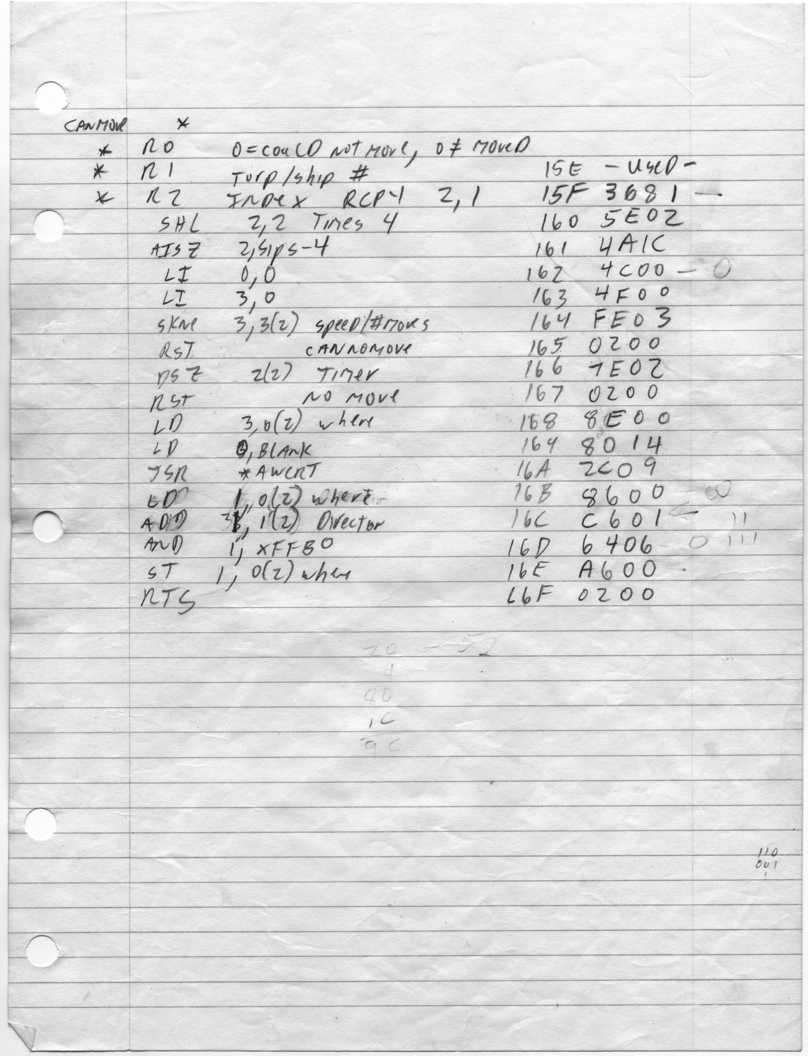 CANMOVE *
* R0 0=couLD not move, 0≠ moveD
* R1 Torp/ship # 15E - UseD -
* R2 InDex RCPY 2,1 15F 3681 -
SHL 2,2 Times 4 160 5E02
AISZ 2,SIPS-4 161 4A1C
LI 0,0 162 4C00 - 0
LI 3,0 163 4F00
SKNE 3,3(2) speeD/#moves 164 FE03
RST CANNOMOVE 165 0200
DSZ 2(2) Timer 166 7E02
RST NO MOVE 167 0200
LD 3,0(2) where 168 8E00
LD 0,BLANK 169 8014
JSR *AWCRT 16A 2C09
LD 1,0(2) where 16B 8600 - 00
ADD 1,1(2) Director 16C C601 - 11
AND 1, XFFBO 16D 6406 - 0 111
ST 1, 0(2) where 16E A600 -
RTS 16F 0200
20 - 52
80
1C
9C
110
001